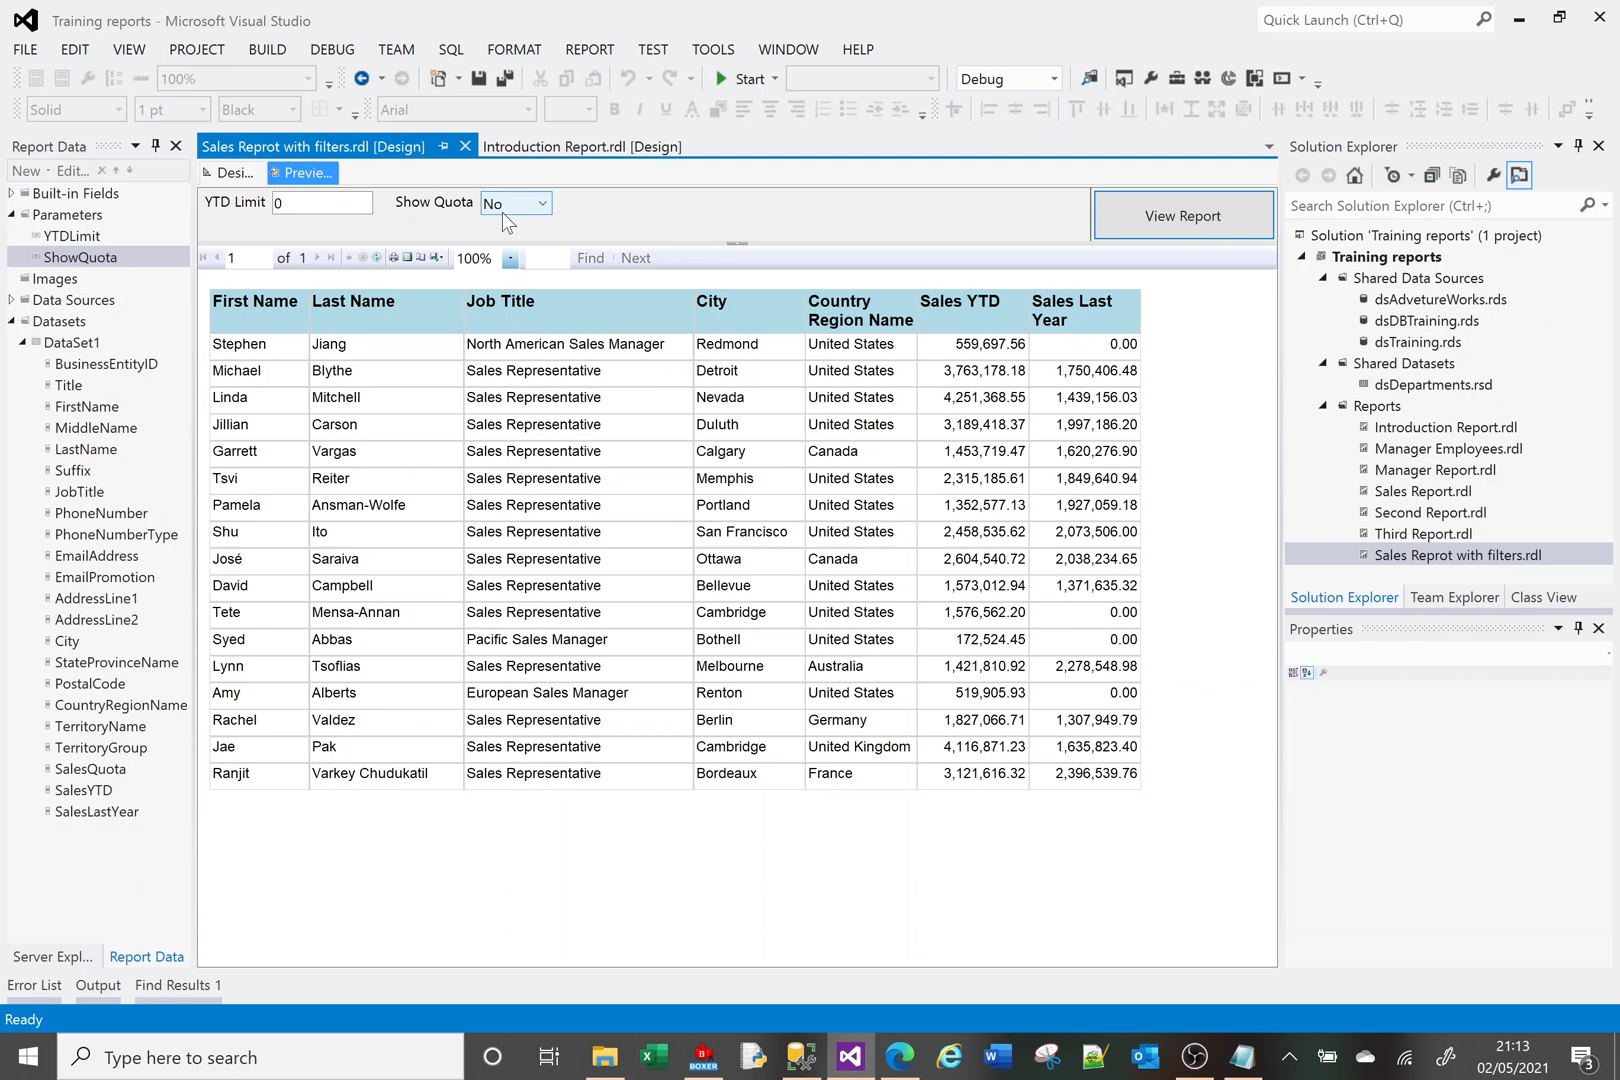 Training reports - Microsoft Visual Studio
Quick Launch (Ctrl+Q)
FILE EDIT VIEW PROJECT BUILD DEBUG TEAM SQL FORMAT REPORT TEST TOOLS WINDOW HELP
100% Start Debug
Solid 1 pt Black Arial
Report Data
New Edit...
Built-in Fields
Parameters
YTDLimit
ShowQuota
Images
Data Sources
Datasets
DataSet1
BusinessEntityID
Title
FirstName
MiddleName
LastName
Suffix
JobTitle
PhoneNumber
PhoneNumberType
EmailAddress
EmailPromotion
AddressLine1
AddressLine2
City
StateProvinceName
PostalCode
CountryRegionName
TerritoryName
TerritoryGroup
SalesQuota
SalesYTD
SalesLastYear
Server Expl... Report Data
Sales Reprot with filters.rdl [Design] Introduction Report.rdl [Design]
Desi... Previe...
YTD Limit 0 Show Quota No View Report
1 of 1 100% Find Next
First Name Last Name Job Title City Country Region Name Sales YTD Sales Last Year
Stephen Jiang North American Sales Manager Redmond United States 559,697.56 0.00
Michael Blythe Sales Representative Detroit United States 3,763,178.18 1,750,406.48
Linda Mitchell Sales Representative Nevada United States 4,251,368.55 1,439,156.03
Jillian Carson Sales Representative Duluth United States 3,189,418.37 1,997,186.20
Garrett Vargas Sales Representative Calgary Canada 1,453,719.47 1,620,276.90
Tsvi Reiter Sales Representative Memphis United States 2,315,185.61 1,849,640.94
Pamela Ansman-Wolfe Sales Representative Portland United States 1,352,577.13 1,927,059.18
Shu Ito Sales Representative San Francisco United States 2,458,535.62 2,073,506.00
José Saraiva Sales Representative Ottawa Canada 2,604,540.72 2,038,234.65
David Campbell Sales Representative Bellevue United States 1,573,012.94 1,371,635.32
Tete Mensa-Annan Sales Representative Cambridge United States 1,576,562.20 0.00
Syed Abbas Pacific Sales Manager Bothell United States 172,524.45 0.00
Lynn Tsoflias Sales Representative Melbourne Australia 1,421,810.92 2,278,548.98
Amy Alberts European Sales Manager Renton United States 519,905.93 0.00
Rachel Valdez Sales Representative Berlin Germany 1,827,066.71 1,307,949.79
Jae Pak Sales Representative Cambridge United Kingdom 4,116,871.23 1,635,823.40
Ranjit Varkey Chudukatil Sales Representative Bordeaux France 3,121,616.32 2,396,539.76
Solution Explorer
Search Solution Explorer (Ctrl+;)
Solution 'Training reports' (1 project)
Training reports
Shared Data Sources
dsAdvetureWorks.rds
dsDBTraining.rds
dsTraining.rds
Shared Datasets
dsDepartments.rsd
Reports
Introduction Report.rdl
Manager Employees.rdl
Manager Report.rdl
Sales Report.rdl
Second Report.rdl
Third Report.rdl
Sales Reprot with filters.rdl
Solution Explorer Team Explorer Class View
Properties
Error List Output Find Results 1
Ready
Type here to search
BOXER
21:13
02/05/2021
3